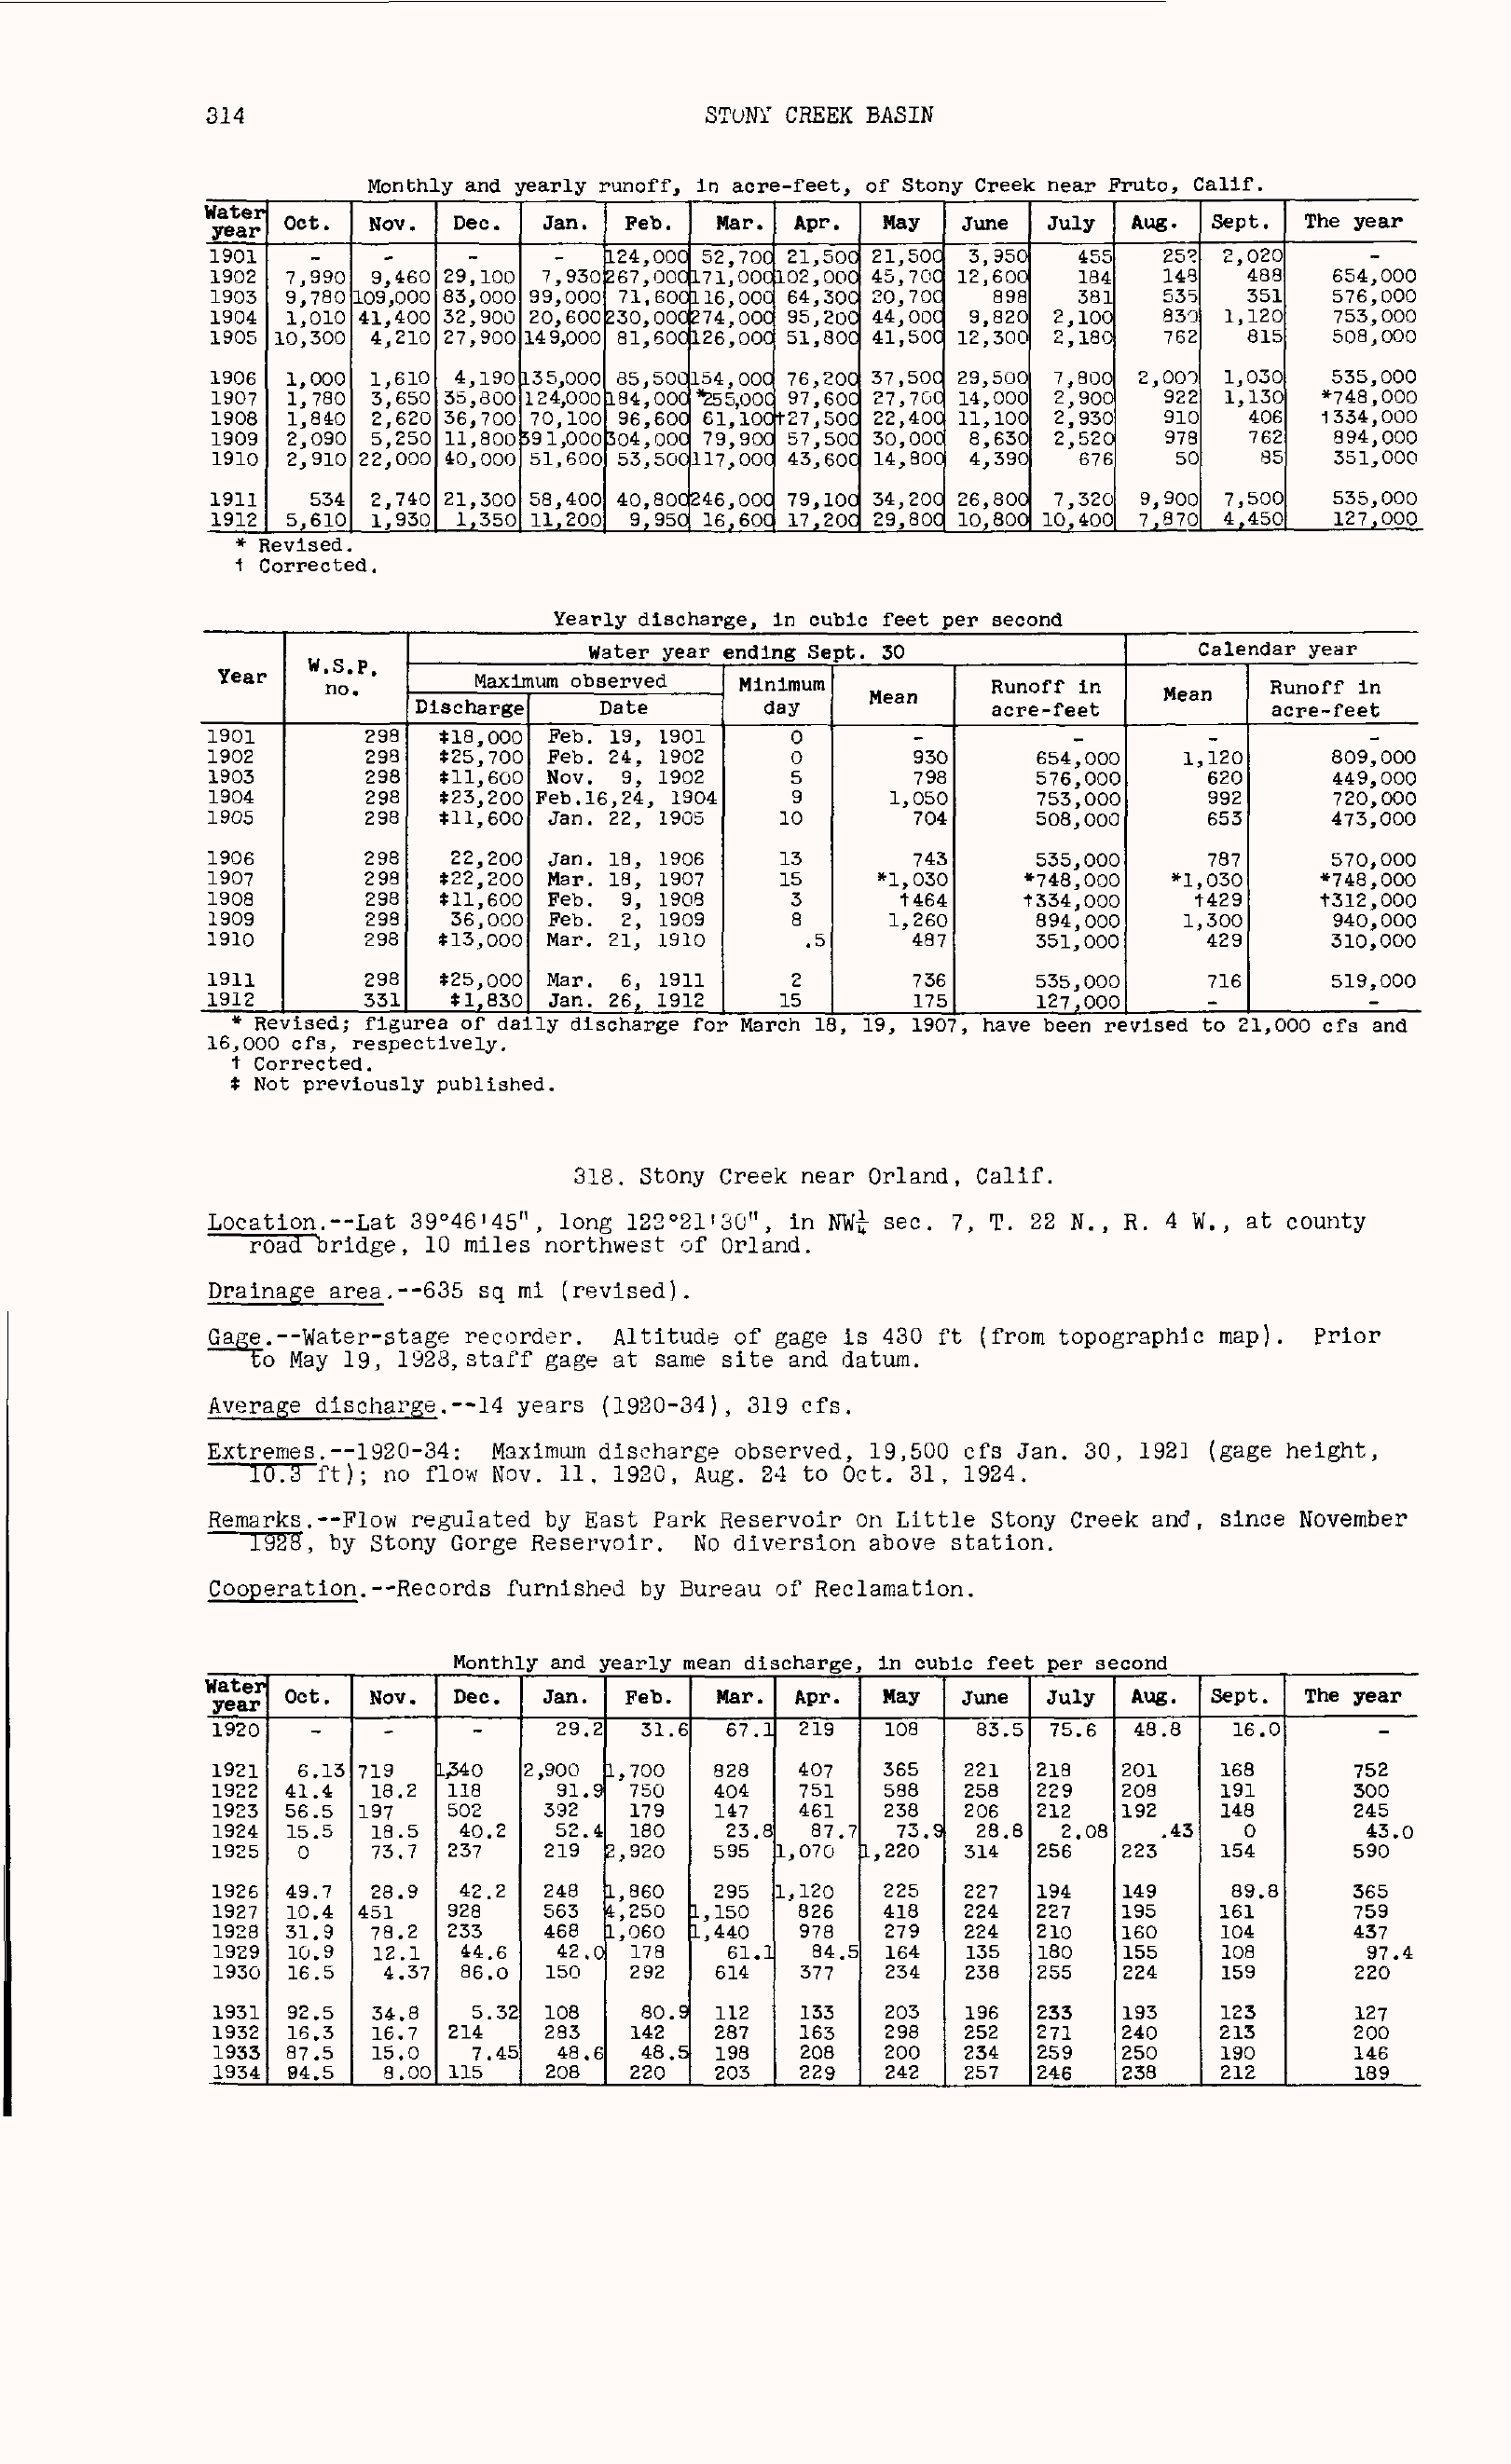 314 STONY CREEK BASIN
Monthly and yearly runoff, in acre-feet, of Stony Creek near Fruto, Calif.
Water year Oct. Nov. Dec. Jan. Feb. Mar. Apr. May June July Aug. Sept. The year
1901 - - - - 124,000 52,700 21,500 21,500 3,950 455 252 2,020 -
1902 7,990 9,460 29,100 7,930 267,000 171,000 102,000 45,700 12,600 184 148 488 654,000
1903 9,780 109,000 83,000 99,000 71,600 116,000 64,300 20,700 898 381 535 351 576,000
1904 1,010 41,400 32,900 20,600 230,000 274,000 95,200 44,000 9,820 2,100 830 1,120 753,000
1905 10,300 4,210 27,900 149,000 81,600 126,000 51,800 41,500 12,300 2,180 762 815 508,000
1906 1,000 1,610 4,190 135,000 85,500 154,000 76,200 37,500 29,500 7,800 2,000 1,030 535,000
1907 1,780 3,650 35,800 124,000 184,000 *255,000 97,600 27,700 14,000 2,900 922 1,130 *748,000
1908 1,840 2,620 36,700 70,100 96,600 61,100 †27,500 22,400 11,100 2,930 910 406 †334,000
1909 2,090 5,250 11,800 391,000 304,000 79,900 57,500 30,000 8,630 2,520 978 762 894,000
1910 2,910 22,000 40,000 51,600 53,500 117,000 43,600 14,800 4,390 676 50 85 351,000
1911 534 2,740 21,300 58,400 40,800 246,000 79,100 34,200 26,800 7,320 9,900 7,500 535,000
1912 5,610 1,930 1,350 11,200 9,950 16,600 17,200 29,800 10,800 10,400 7,870 4,450 127,000
* Revised.
† Corrected.
Yearly discharge, in cubic feet per second
Year W.S.P. no. Water year ending Sept. 30 Calendar year
Maximum observed Minimum day Mean Runoff in acre-feet Mean Runoff in acre-feet
Discharge Date
1901 298 ‡18,000 Feb. 19, 1901 0 - - - -
1902 298 ‡25,700 Feb. 24, 1902 0 930 654,000 1,120 809,000
1903 298 ‡11,600 Nov. 9, 1902 5 798 576,000 620 449,000
1904 298 ‡23,200 Feb.16,24, 1904 9 1,050 753,000 992 720,000
1905 298 ‡11,600 Jan. 22, 1905 10 704 508,000 653 473,000
1906 298 22,200 Jan. 18, 1906 13 743 535,000 787 570,000
1907 298 ‡22,200 Mar. 18, 1907 15 *1,030 *748,000 *1,030 *748,000
1908 298 ‡11,600 Feb. 9, 1908 3 †464 †334,000 †429 †312,000
1909 298 36,000 Feb. 2, 1909 8 1,260 894,000 1,300 940,000
1910 298 ‡13,000 Mar. 21, 1910 .5 487 351,000 429 310,000
1911 298 ‡25,000 Mar. 6, 1911 2 736 535,000 716 519,000
1912 331 ‡1,830 Jan. 26, 1912 15 175 127,000 - -
* Revised; figurea of daily discharge for March 18, 19, 1907, have been revised to 21,000 cfs and
16,000 cfs, respectively.
† Corrected.
‡ Not previously published.
318. Stony Creek near Orland, Calif.
Location.--Lat 39°46'45", long 122°21'30", in NW¼ sec. 7, T. 22 N., R. 4 W., at county
road bridge, 10 miles northwest of Orland.
Drainage area.--635 sq mi (revised).
Gage.--Water-stage recorder. Altitude of gage is 430 ft (from topographic map). Prior
to May 19, 1928, staff gage at same site and datum.
Average discharge.--14 years (1920-34), 319 cfs.
Extremes.--1920-34: Maximum discharge observed, 19,500 cfs Jan. 30, 1921 (gage height,
10.3 ft); no flow Nov. 11, 1920, Aug. 24 to Oct. 31, 1924.
Remarks.--Flow regulated by East Park Reservoir on Little Stony Creek and, since November
1928, by Stony Gorge Reservoir. No diversion above station.
Cooperation.--Records furnished by Bureau of Reclamation.
Monthly and yearly mean discharge, in cubic feet per second
Water year Oct. Nov. Dec. Jan. Feb. Mar. Apr. May June July Aug. Sept. The year
1920 - - - 29.2 31.6 67.1 219 108 83.5 75.6 48.8 16.0 -
1921 6.13 719 1,340 2,900 1,700 828 407 365 221 218 201 168 752
1922 41.4 18.2 118 91.9 750 404 751 588 258 229 208 191 300
1923 56.5 197 502 392 179 147 461 238 206 212 192 148 245
1924 15.5 18.5 40.2 52.4 180 23.8 87.7 73.9 28.8 2.08 .43 0 43.0
1925 0 73.7 237 219 2,920 595 1,070 1,220 314 256 223 154 590
1926 49.7 28.9 42.2 248 1,860 295 1,120 225 227 194 149 89.8 365
1927 10.4 451 928 563 4,250 1,150 826 418 224 227 195 161 759
1928 31.9 78.2 233 468 1,060 1,440 978 279 224 210 160 104 437
1929 10.9 12.1 44.6 42.0 178 61.1 84.5 164 135 180 155 108 97.4
1930 16.5 4.37 86.0 150 292 614 377 234 238 255 224 159 220
1931 92.5 34.8 5.32 108 80.9 112 133 203 196 233 193 123 127
1932 16.3 16.7 214 283 142 287 163 298 252 271 240 213 200
1933 87.5 15.0 7.45 48.6 48.5 198 208 200 234 259 250 190 146
1934 94.5 8.00 115 208 220 203 229 242 257 246 238 212 189